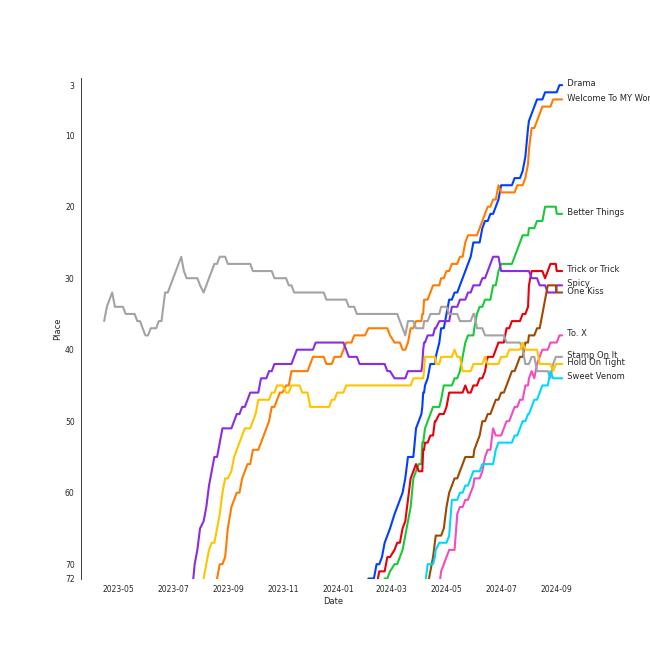 3
10
20
30
40
50
60
70
72
Place
Drama
Welcome To MY
Better Things
Trick or Trick
Spicy
One Kiss
To. X
Stamp On It
Hold On Tight
Sweet Venom
2023-05
2023-07
2023-09
2023-11
2024-01
2024-03
2024-05
2024-07
2024-09
Date